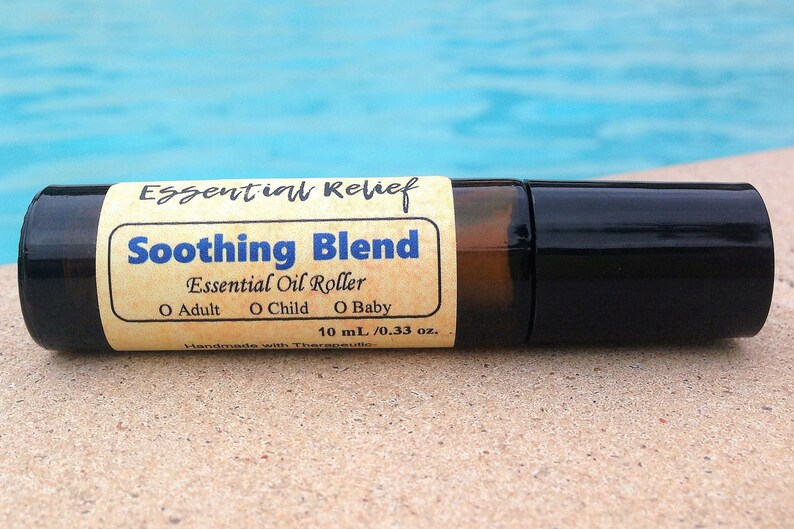 Essential Relief
Soothing Blend
Essential Oil Roller
O Adult O Child O Baby
10 mL /0.33 oz.
Handmade with Therapeutic-